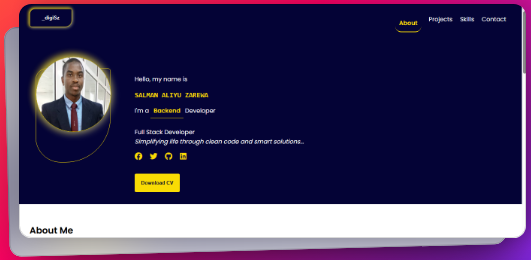 _digiSz
About Projects Skills Contact
Hello, my name is
SALMAN ALIYU ZAREWA
I'm a Backend Developer
Full Stack Developer
Simplifying life through clean code and smart solutions...
Download CV
About Me